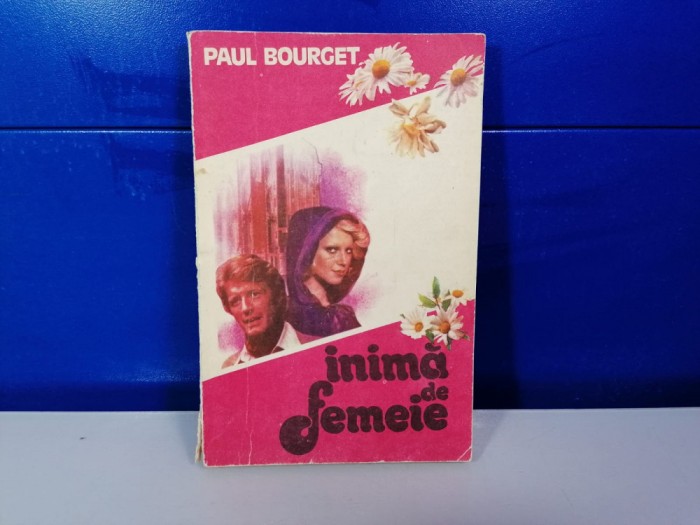 PAUL BOURGET
inimă
de
femeie